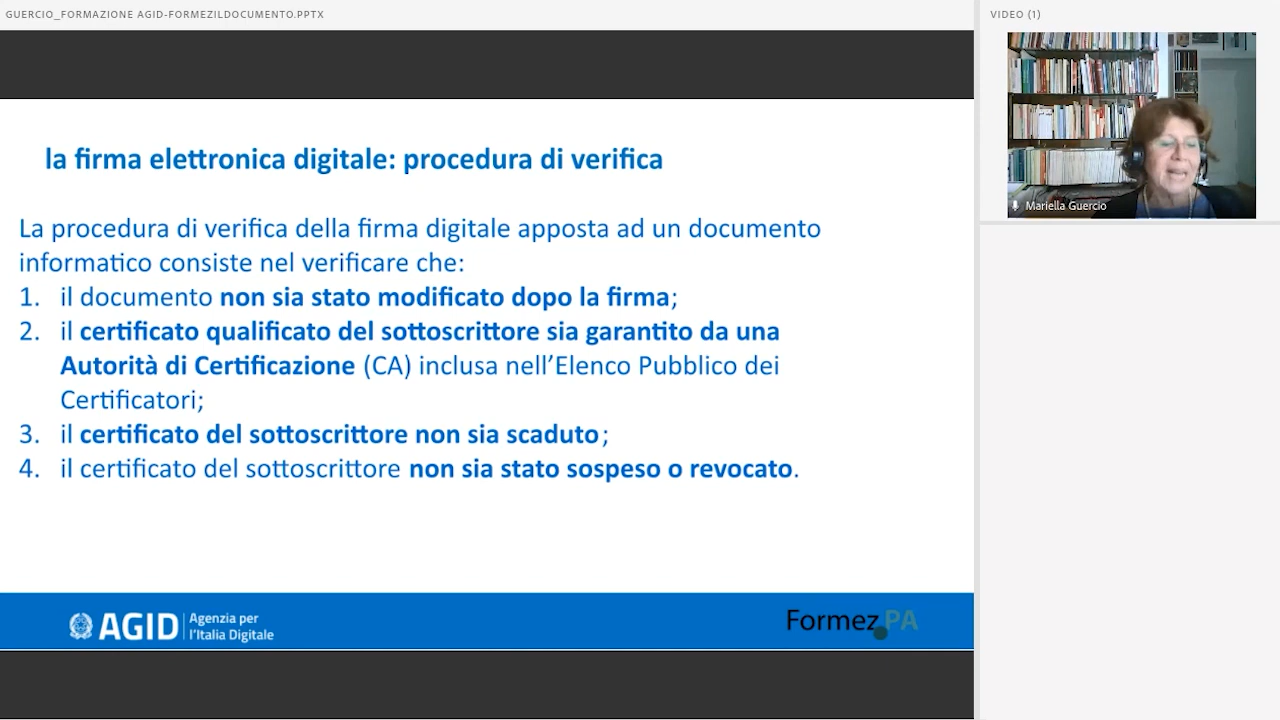 GUERCIO_FORMAZIONE AGID-FORMEZILDOCUMENTO.PPTX
VIDEO (1)
Mariella Guercio
la firma elettronica digitale: procedura di verifica
La procedura di verifica della firma digitale apposta ad un documento
informatico consiste nel verificare che:
1. il documento non sia stato modificato dopo la firma;
2. il certificato qualificato del sottoscrittore sia garantito da una
Autorità di Certificazione (CA) inclusa nell’Elenco Pubblico dei
Certificatori;
3. il certificato del sottoscrittore non sia scaduto;
4. il certificato del sottoscrittore non sia stato sospeso o revocato.
AGID
Agenzia per
l’Italia Digitale
Formez PA